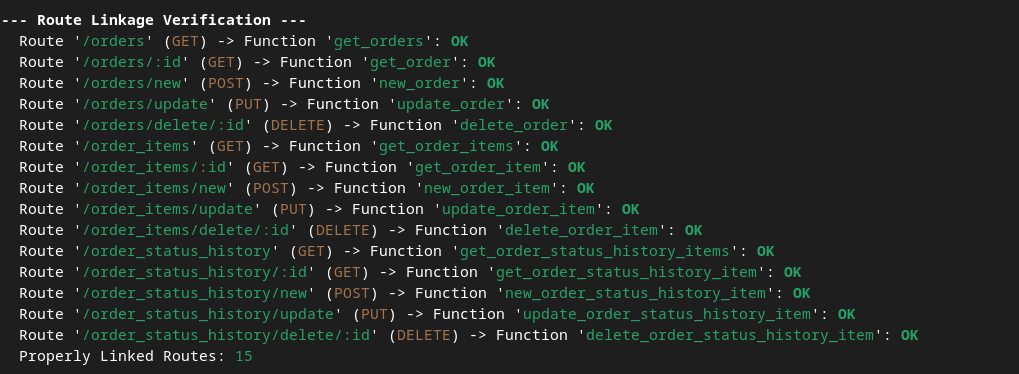 --- Route Linkage Verification ---
Route '/orders' (GET) -> Function 'get_orders': OK
Route '/orders/:id' (GET) -> Function 'get_order': OK
Route '/orders/new' (POST) -> Function 'new_order': OK
Route '/orders/update' (PUT) -> Function 'update_order': OK
Route '/orders/delete/:id' (DELETE) -> Function 'delete_order': OK
Route '/order_items' (GET) -> Function 'get_order_items': OK
Route '/order_items/:id' (GET) -> Function 'get_order_item': OK
Route '/order_items/new' (POST) -> Function 'new_order_item': OK
Route '/order_items/update' (PUT) -> Function 'update_order_item': OK
Route '/order_items/delete/:id' (DELETE) -> Function 'delete_order_item': OK
Route '/order_status_history' (GET) -> Function 'get_order_status_history_items': OK
Route '/order_status_history/:id' (GET) -> Function 'get_order_status_history_item': OK
Route '/order_status_history/new' (POST) -> Function 'new_order_status_history_item': OK
Route '/order_status_history/update' (PUT) -> Function 'update_order_status_history_item': OK
Route '/order_status_history/delete/:id' (DELETE) -> Function 'delete_order_status_history_item': OK
Properly Linked Routes: 15